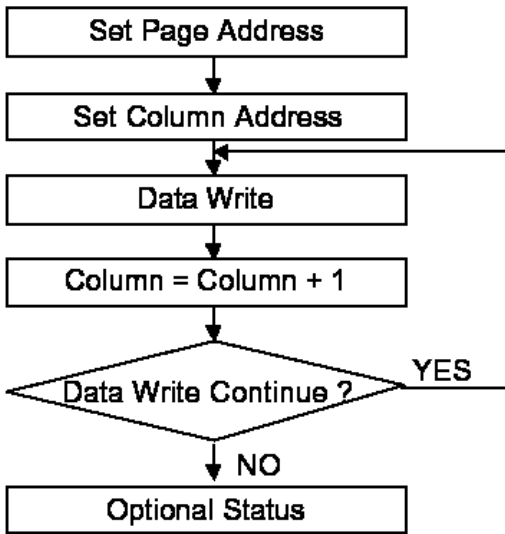 Set Page Address
Set Column Address
Data Write
Column = Column + 1
Data Write Continue ?
YES
NO
Optional Status